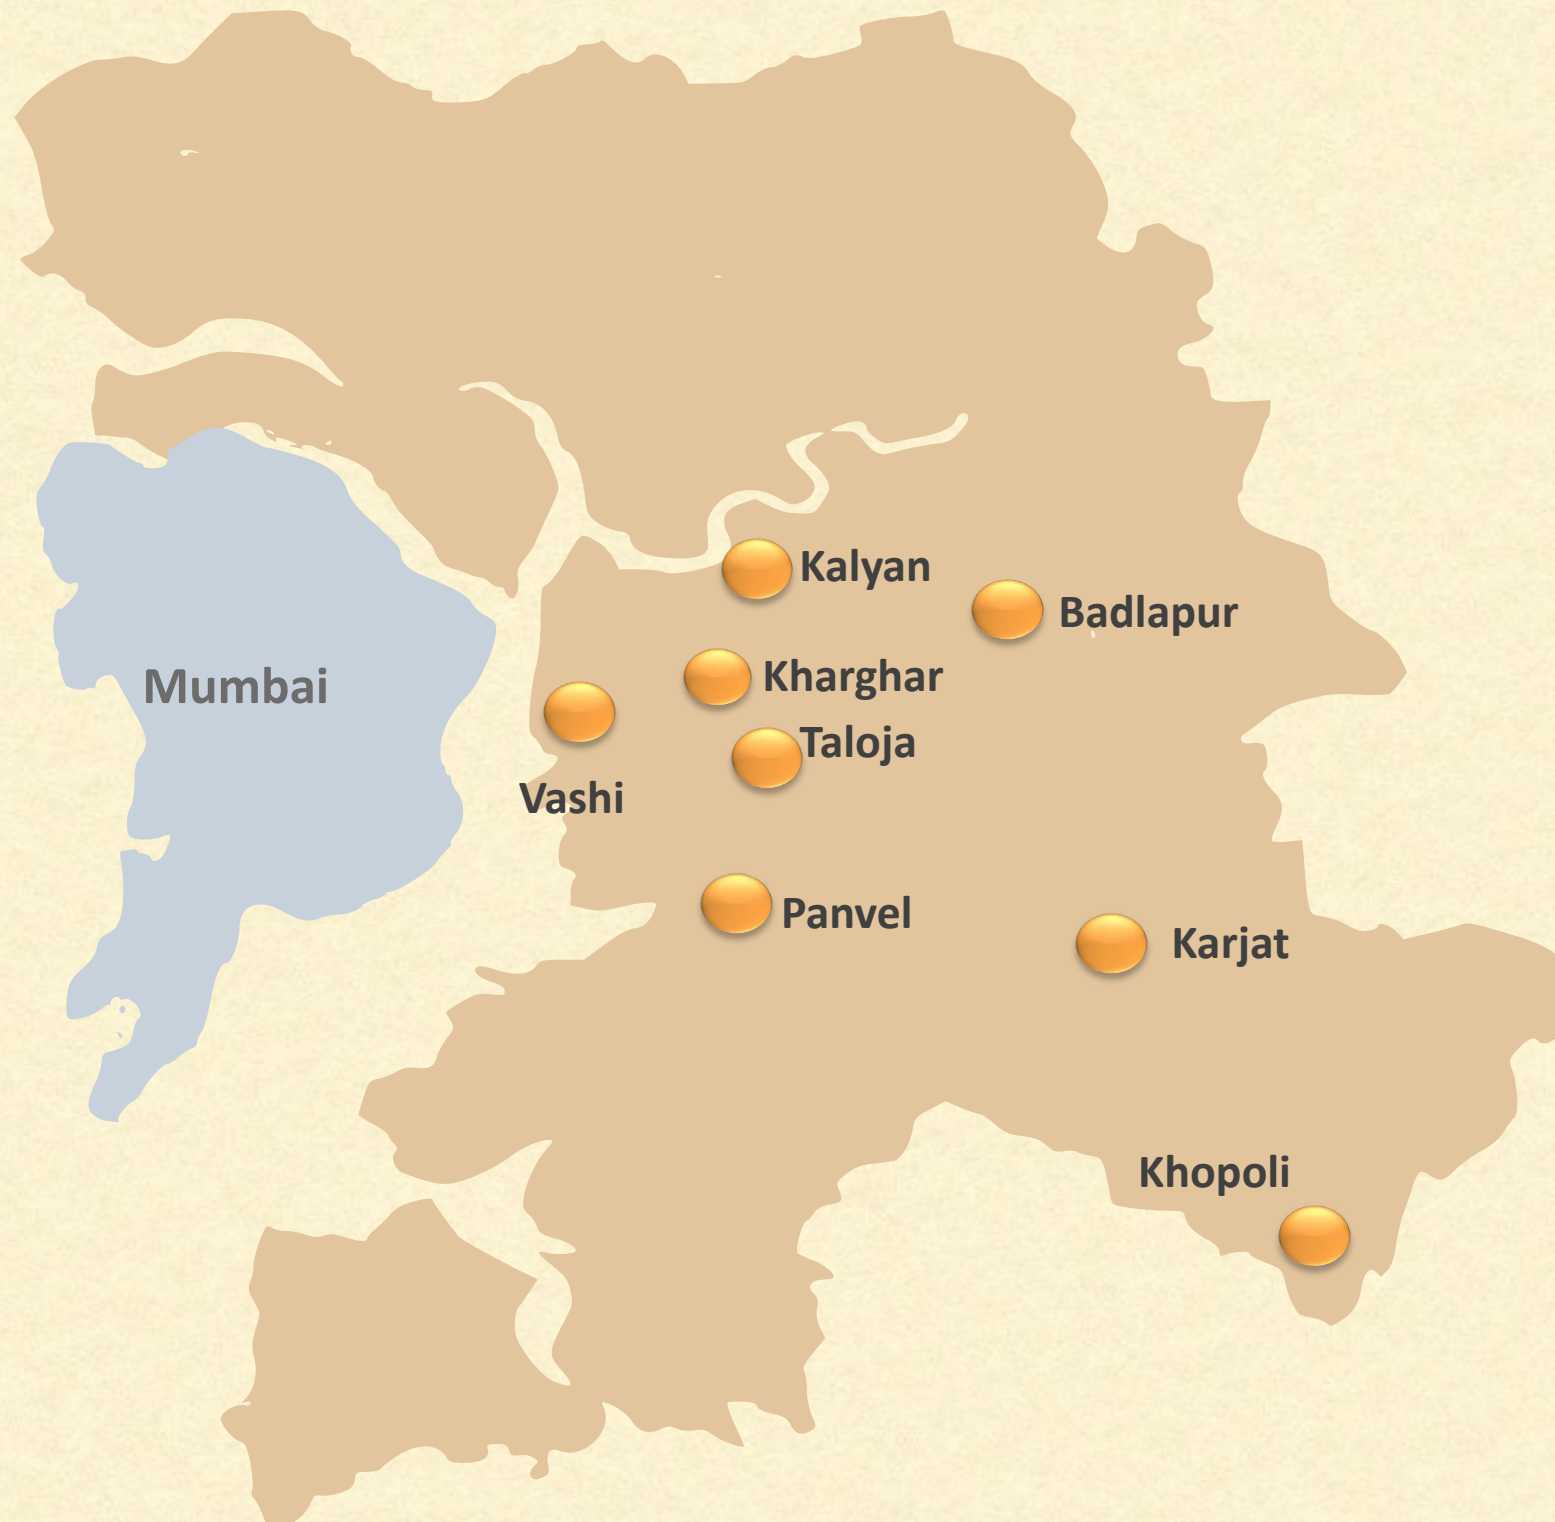 Kalyan
Badlapur
Kharghar
Mumbai
Taloja
Vashi
Panvel
Karjat
Khopoli